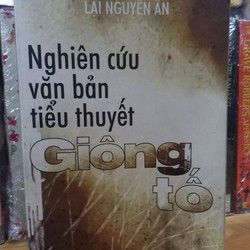 LẠI NGUYÊN ÂN
Nghiên cứu
văn bản
tiểu thuyết
Giông
tố